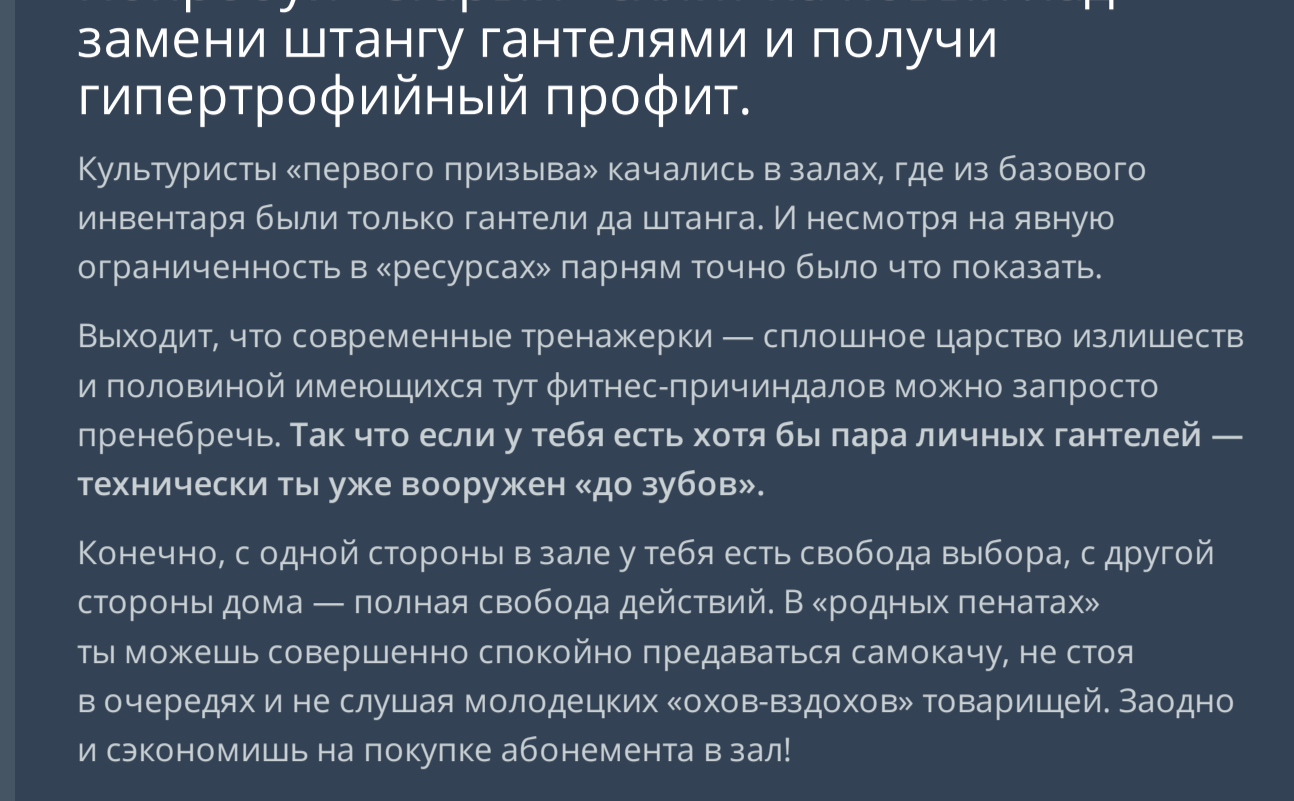 замени штангу гантелями и получи
гипертрофийный профит.
Культуристы «первого призыва» качались в залах, где из базового
инвентаря были только гантели да штанга. И несмотря на явную
ограниченность в «ресурсах» парням точно было что показать.
Выходит, что современные тренажерки — сплошное царство излишеств
и половиной имеющихся тут фитнес-причиндалов можно запросто
пренебречь. Так что если у тебя есть хотя бы пара личных гантелей —
технически ты уже вооружен «до зубов».
Конечно, с одной стороны в зале у тебя есть свобода выбора, с другой
стороны дома — полная свобода действий. В «родных пенатах»
ты можешь совершенно спокойно предаваться самокачу, не стоя
в очередях и не слушая молодецких «охов-вздохов» товарищей. Заодно
и сэкономишь на покупке абонемента в зал!